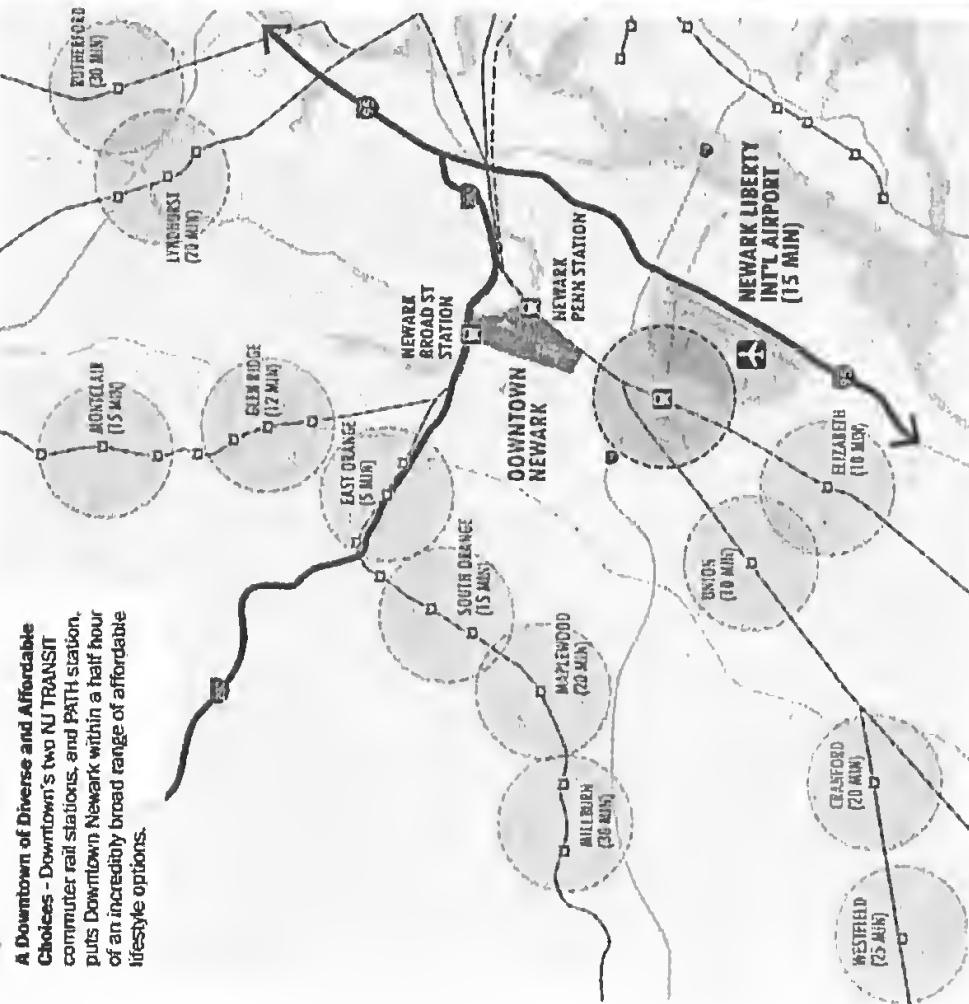 A Downtown of Diverse and Affordable
Choices - Downtown's two NJ TRANSIT
commuter rail stations, and PATH station,
puts Downtown Newark within a half hour
of an incredibly broad range of affordable
lifestyle options.
RUTHERFORD
(30 MIN)
LYNDHURST
(20 MIN)
MONTCLAIR
(15 MIN)
GLEN RIDGE
(12 MIN)
EAST ORANGE
(5 MIN)
SOUTH ORANGE
(15 MIN)
MAPLEWOOD
(20 MIN)
MILLBURN
(30 MIN)
NEWARK
BROAD ST
STATION
NEWARK
PENN STATION
DOWNTOWN
NEWARK
NEWARK LIBERTY
INT'L AIRPORT
(15 MIN)
ELIZABETH
(10 MIN)
UNION
(10 MIN)
CRANFORD
(20 MIN)
WESTFIELD
(25 MIN)
95
95